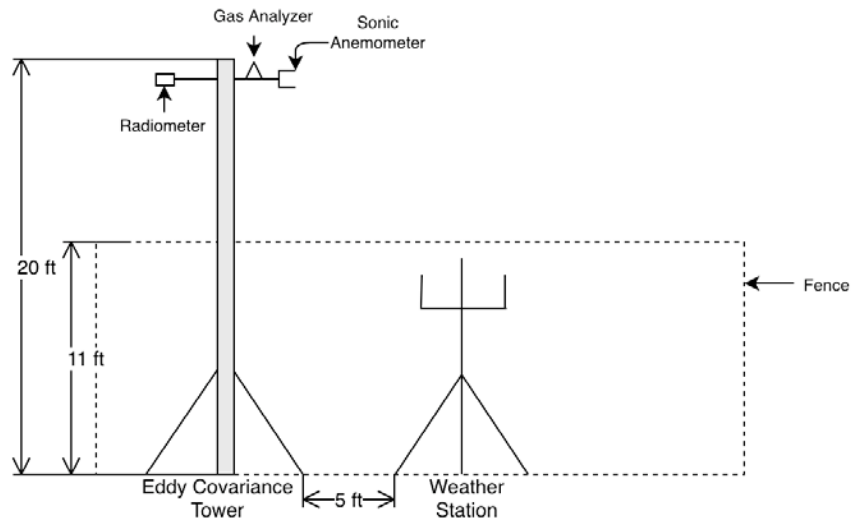 Gas Analyzer
Sonic
Anemometer
Radiometer
20 ft
11 ft
Fence
Eddy Covariance
Tower
5 ft
Weather
Station